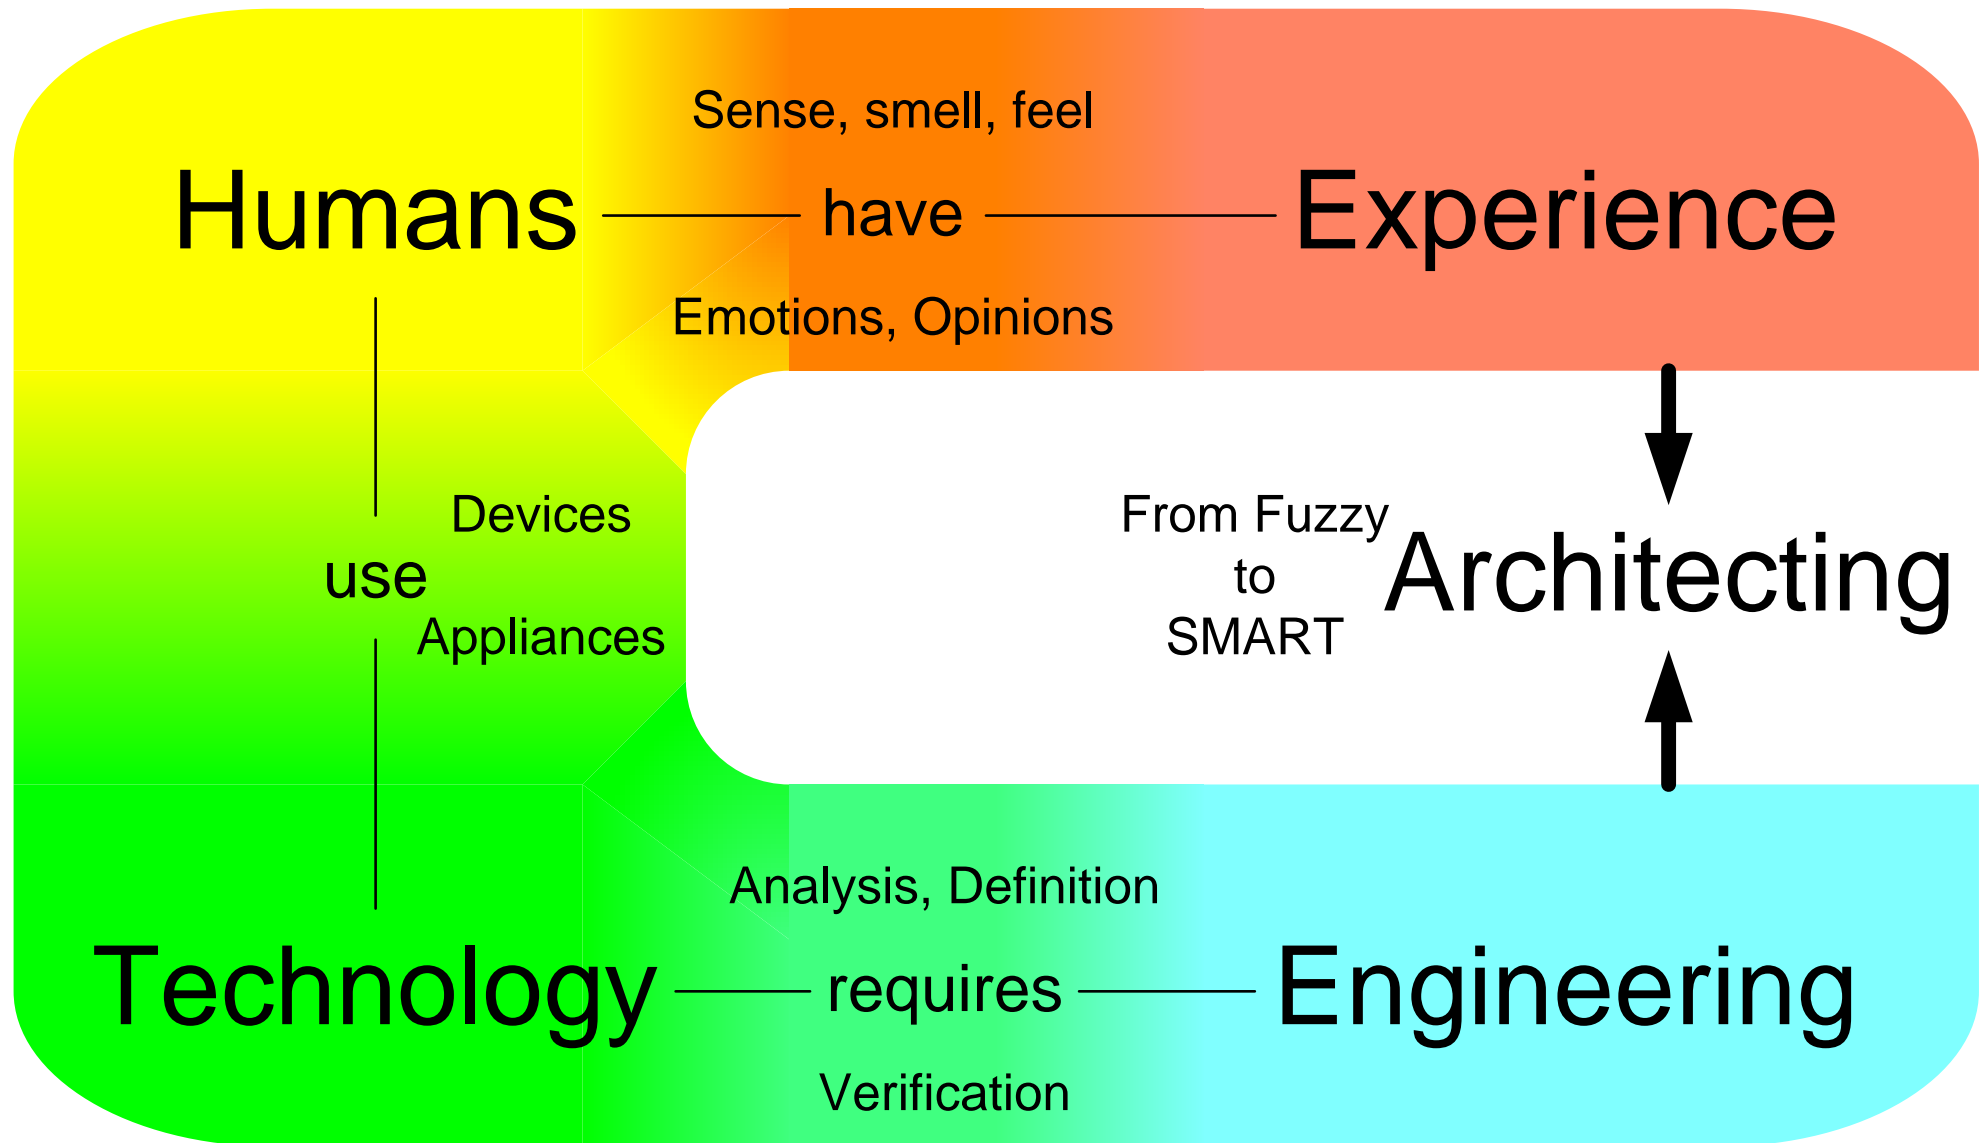 Sense, smell, feel
Humans have Experience
Emotions, Opinions
Devices
use
Appliances
From Fuzzy
to
SMART
Architecting
Analysis, Definition
Technology requires Engineering
Verification